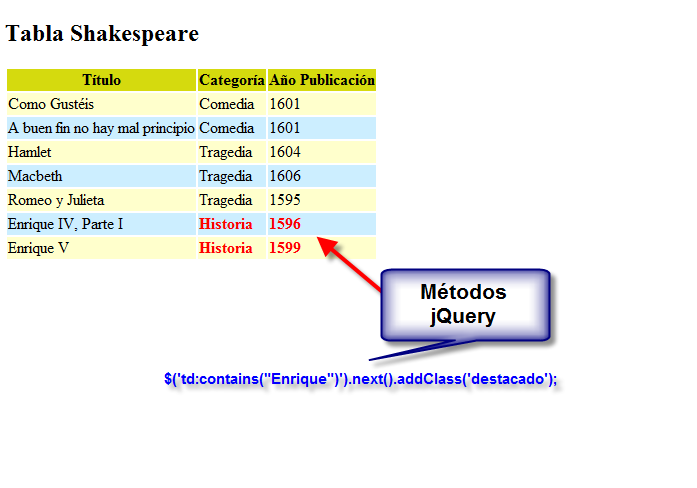 Tabla Shakespeare
Título Categoría Año Publicación
Como Gustéis Comedia 1601
A buen fin no hay mal principio Comedia 1601
Hamlet Tragedia 1604
Macbeth Tragedia 1606
Romeo y Julieta Tragedia 1595
Enrique IV, Parte I Historia 1596
Enrique V Historia 1599
Métodos
jQuery
$('td:contains("Enrique")').next().addClass('destacado');